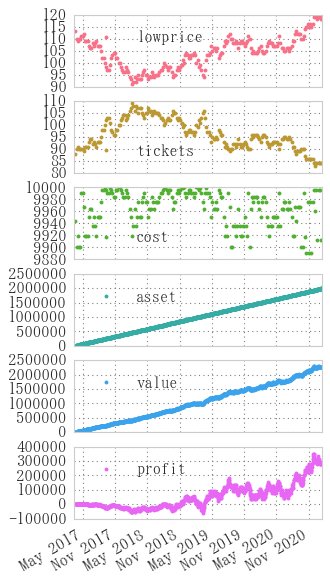 120
115
110
105
100
95
90
lowprice
110
105
100
95
90
85
80
tickets
10000
9980
9960
9940
9920
9900
9880
cost
2500000
2000000
1500000
1000000
500000
0
asset
2500000
2000000
1500000
1000000
500000
0
value
400000
300000
200000
100000
0
-100000
profit
May 2017
Nov 2017
May 2018
Nov 2018
May 2019
Nov 2019
May 2020
Nov 2020